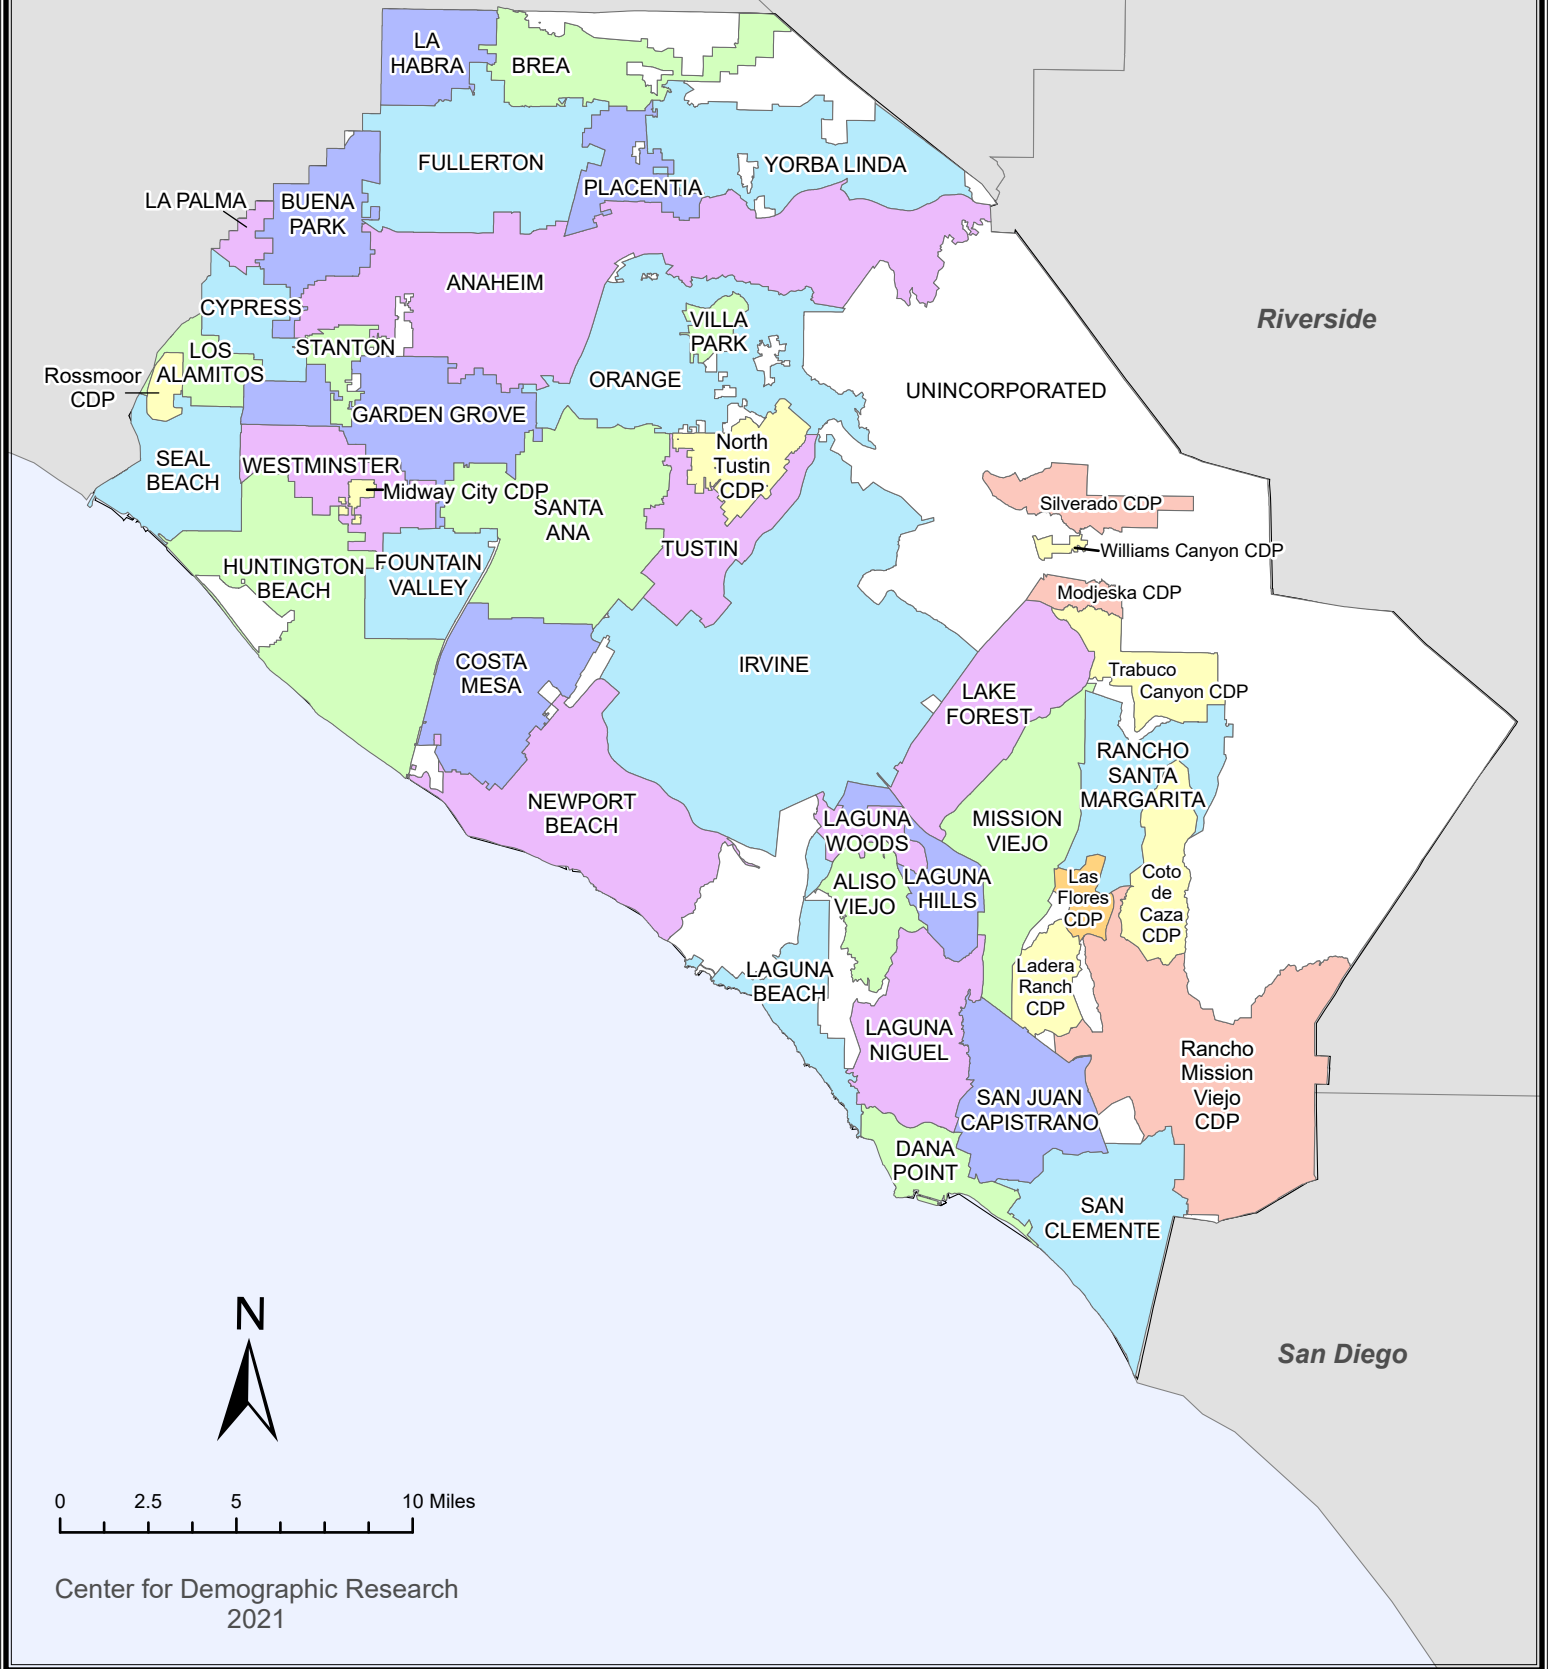 LA
HABRA
BREA
FULLERTON
YORBA LINDA
PLACENTIA
LA PALMA
BUENA
PARK
ANAHEIM
CYPRESS
VILLA
PARK
Riverside
STANTON
LOS
ALAMITOS
Rossmoor
CDP
ORANGE
UNINCORPORATED
GARDEN GROVE
North
Tustin
CDP
SEAL
BEACH
WESTMINSTER
Midway City CDP
SANTA
ANA
Silverado CDP
TUSTIN
Williams Canyon CDP
HUNTINGTON
BEACH
FOUNTAIN
VALLEY
Modjeska CDP
COSTA
MESA
IRVINE
Trabuco
Canyon CDP
LAKE
FOREST
RANCHO
SANTA
MARGARITA
NEWPORT
BEACH
LAGUNA
WOODS
MISSION
VIEJO
ALISO
VIEJO
LAGUNA
HILLS
Las
Flores
CDP
Coto
de
Caza
CDP
LAGUNA
BEACH
Ladera
Ranch
CDP
LAGUNA
NIGUEL
Rancho
Mission
Viejo
CDP
SAN JUAN
CAPISTRANO
DANA
POINT
SAN
CLEMENTE
N
San Diego
0 2.5 5 10 Miles
Center for Demographic Research
2021